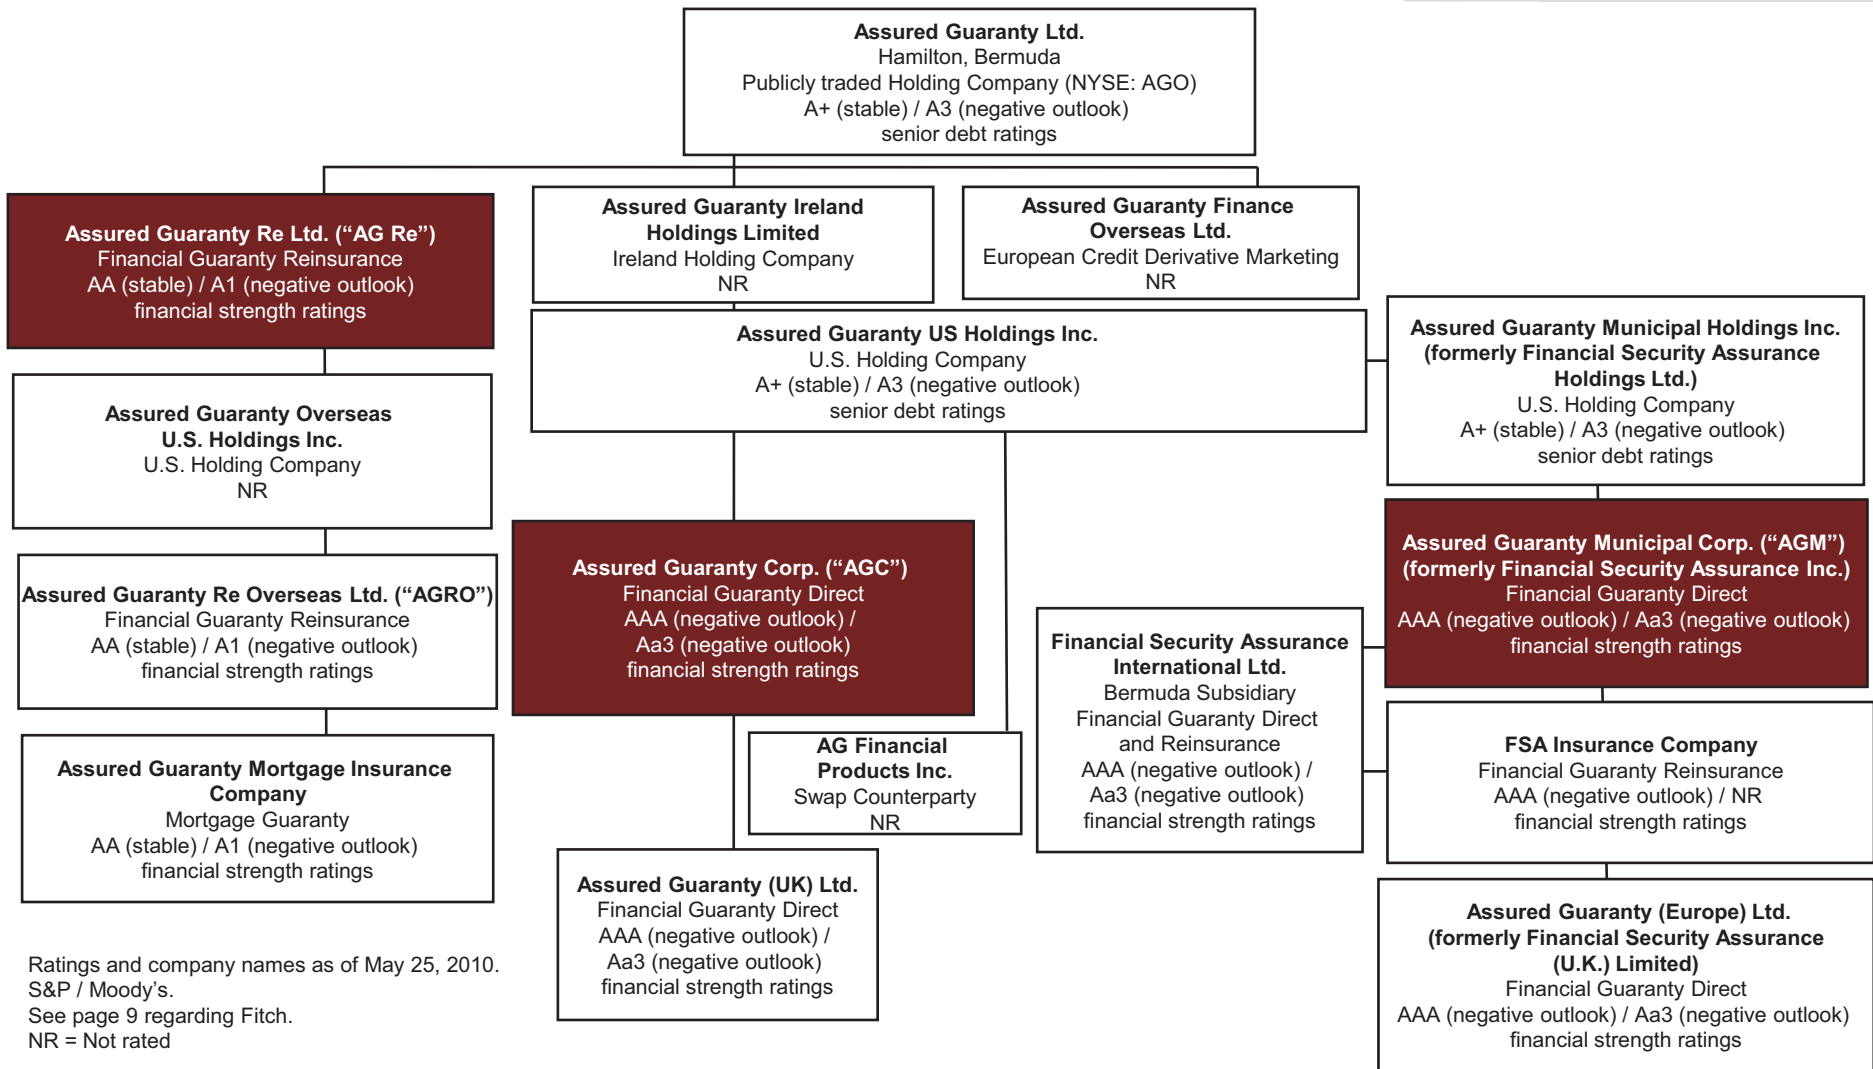 Assured Guaranty Ltd.
Hamilton, Bermuda
Publicly traded Holding Company (NYSE: AGO)
A+ (stable) / A3 (negative outlook)
senior debt ratings
Assured Guaranty Re Ltd. (“AG Re”)
Financial Guaranty Reinsurance
AA (stable) / A1 (negative outlook)
financial strength ratings
Assured Guaranty Ireland
Holdings Limited
Ireland Holding Company
NR
Assured Guaranty Finance
Overseas Ltd.
European Credit Derivative Marketing
NR
Assured Guaranty US Holdings Inc.
U.S. Holding Company
A+ (stable) / A3 (negative outlook)
senior debt ratings
Assured Guaranty Municipal Holdings Inc.
(formerly Financial Security Assurance
Holdings Ltd.)
U.S. Holding Company
A+ (stable) / A3 (negative outlook)
senior debt ratings
Assured Guaranty Overseas
U.S. Holdings Inc.
U.S. Holding Company
NR
Assured Guaranty Re Overseas Ltd. (“AGRO”)
Financial Guaranty Reinsurance
AA (stable) / A1 (negative outlook)
financial strength ratings
Assured Guaranty Corp. (“AGC”)
Financial Guaranty Direct
AAA (negative outlook) /
Aa3 (negative outlook)
financial strength ratings
Assured Guaranty Municipal Corp. (“AGM”)
(formerly Financial Security Assurance Inc.)
Financial Guaranty Direct
AAA (negative outlook) / Aa3 (negative outlook)
financial strength ratings
Financial Security Assurance
International Ltd.
Bermuda Subsidiary
Financial Guaranty Direct
and Reinsurance
AAA (negative outlook) /
Aa3 (negative outlook)
financial strength ratings
Assured Guaranty Mortgage Insurance
Company
Mortgage Guaranty
AA (stable) / A1 (negative outlook)
financial strength ratings
AG Financial
Products Inc.
Swap Counterparty
NR
FSA Insurance Company
Financial Guaranty Reinsurance
AAA (negative outlook) / NR
financial strength ratings
Assured Guaranty (UK) Ltd.
Financial Guaranty Direct
AAA (negative outlook) /
Aa3 (negative outlook)
financial strength ratings
Assured Guaranty (Europe) Ltd.
(formerly Financial Security Assurance
(U.K.) Limited)
Financial Guaranty Direct
AAA (negative outlook) / Aa3 (negative outlook)
financial strength ratings
Ratings and company names as of May 25, 2010.
S&P / Moody’s.
See page 9 regarding Fitch.
NR = Not rated